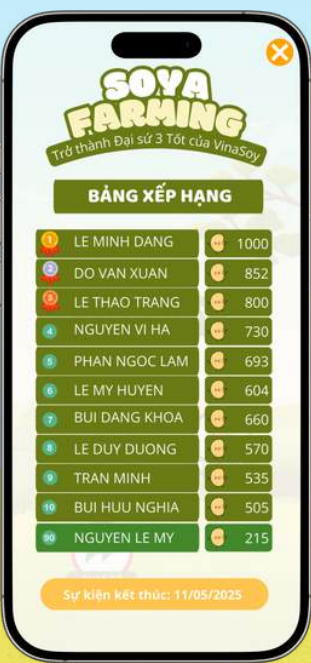 SOYA
FARMING
Trở thành Đại sứ 3 Tốt của VinaSoy
BẢNG XẾP HẠNG
1 LE MINH DANG 1000
2 DO VAN XUAN 852
3 LE THAO TRANG 800
4 NGUYEN VI HA 730
5 PHAN NGOC LAM 693
6 LE MY HUYEN 604
7 BUI DANG KHOA 660
8 LE DUY DUONG 570
9 TRAN MINH 535
10 BUI HUU NGHIA 505
90 NGUYEN LE MY 215
Sự kiện kết thúc: 11/05/2025